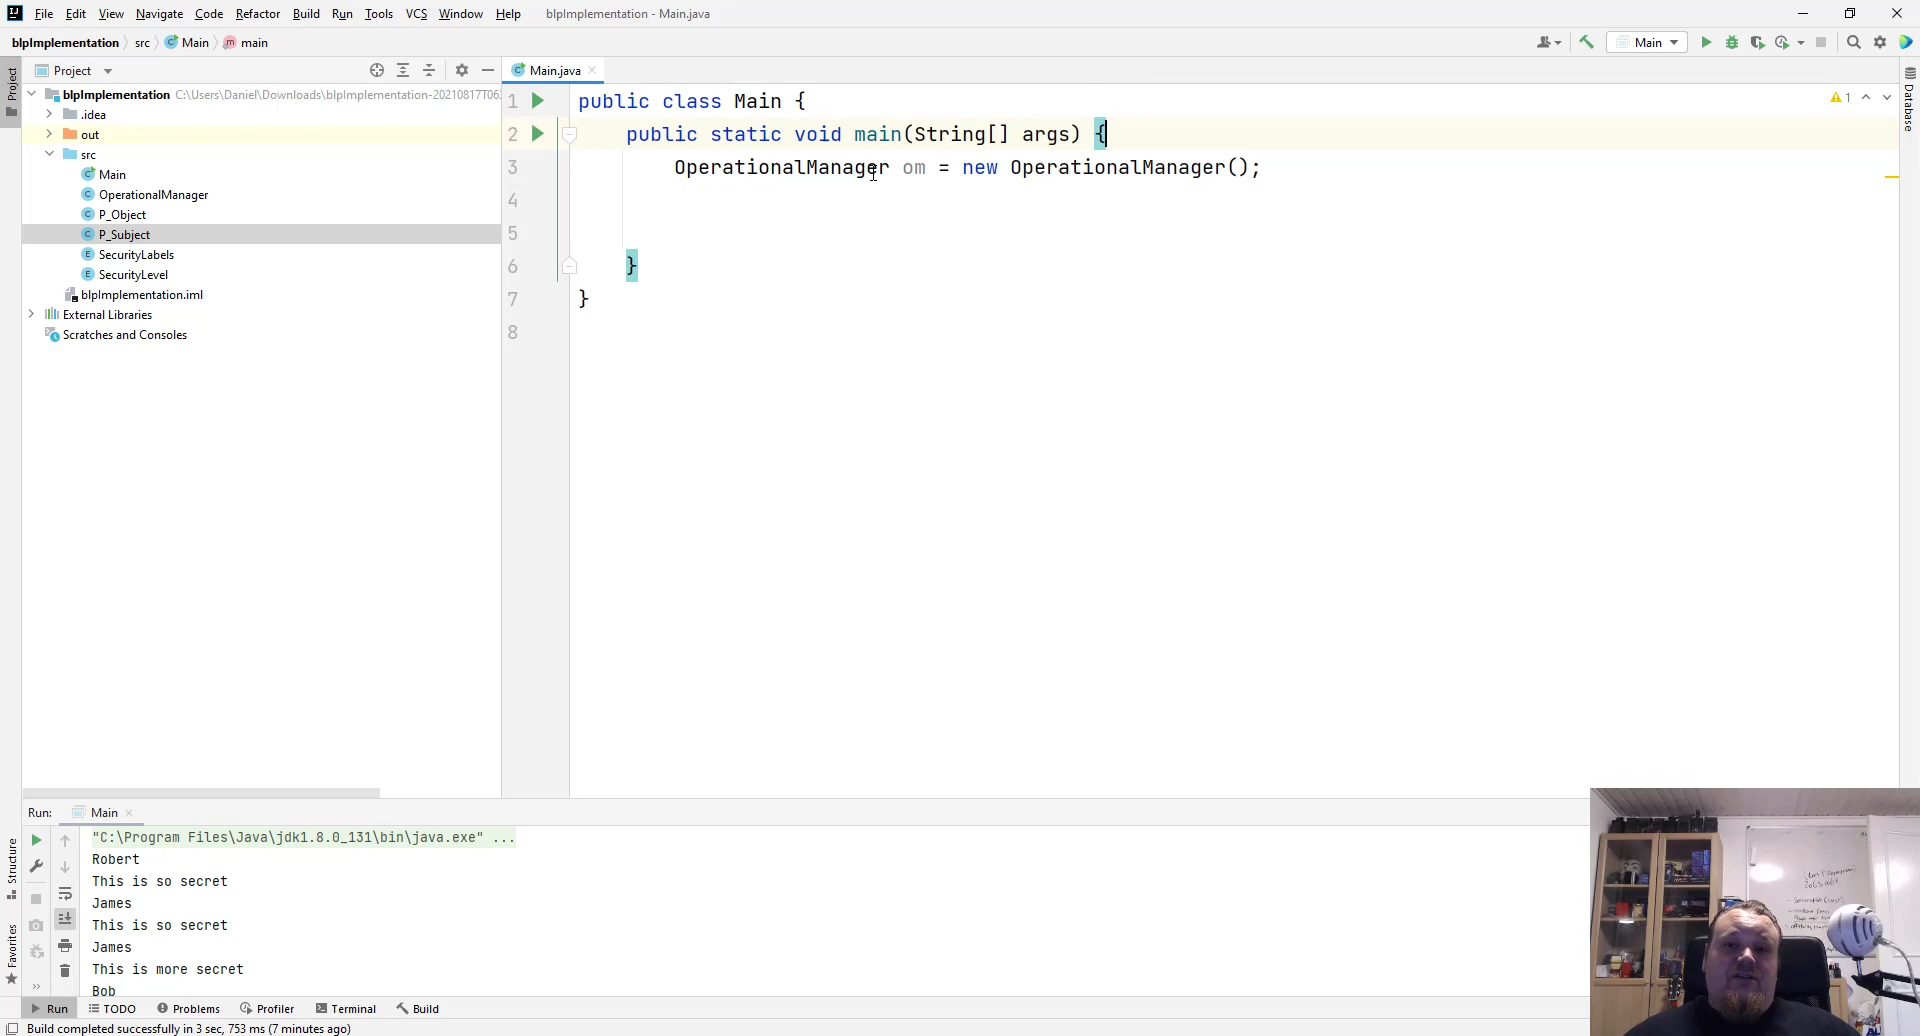 File Edit View Navigate Code Refactor Build Run Tools VCS Window Help blpImplementation - Main.java
blpImplementation src Main main
Main
Project
Project
blpImplementation C:\Users\Daniel\Downloads\blpImplementation-20210817T06
.idea
out
src
Main
OperationalManager
P_Object
P_Subject
SecurityLabels
SecurityLevel
blpImplementation.iml
External Libraries
Scratches and Consoles
Main.java
1 public class Main {
2 public static void main(String[] args) {
3 OperationalManager om = new OperationalManager();
4
5
6 }
7 }
8
1
Database
Run: Main
"C:\Program Files\Java\jdk1.8.0_131\bin\java.exe" ...
Robert
This is so secret
James
This is so secret
James
This is more secret
Bob
Structure
Favorites
Run TODO Problems Profiler Terminal Build
Build completed successfully in 3 sec, 753 ms (7 minutes ago)